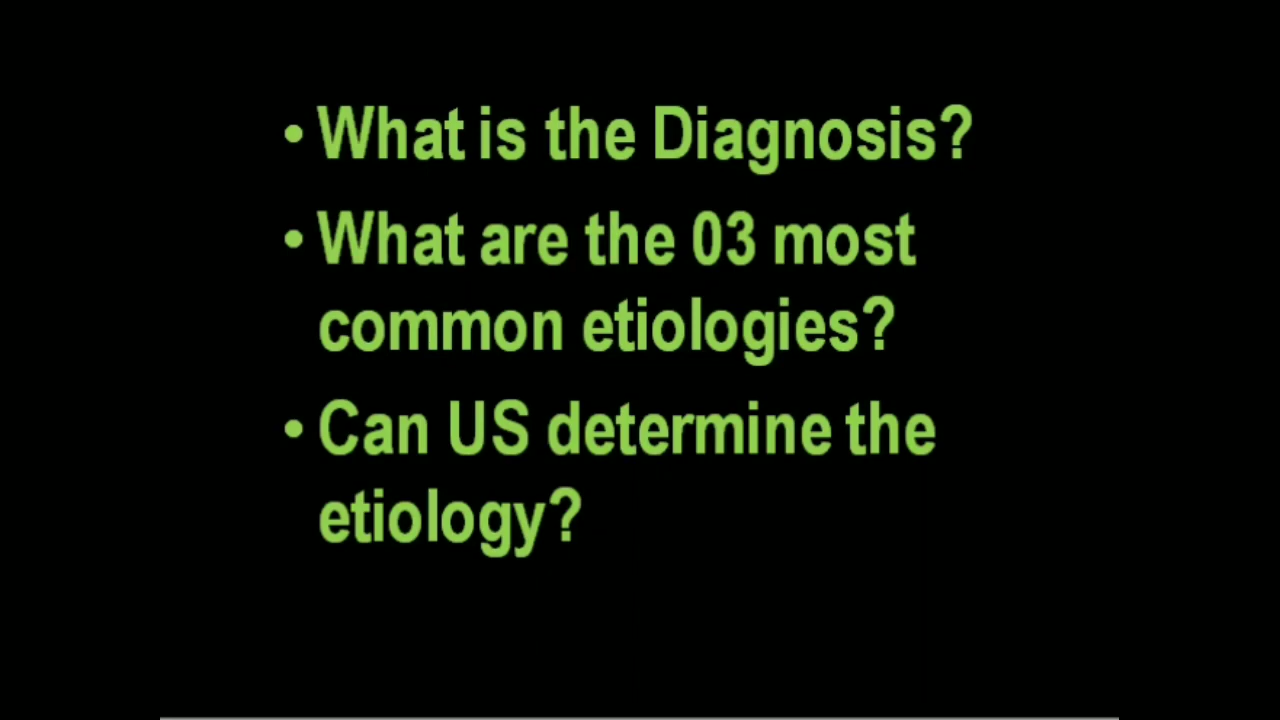 • What is the Diagnosis?
• What are the 03 most
common etiologies?
• Can US determine the
etiology?